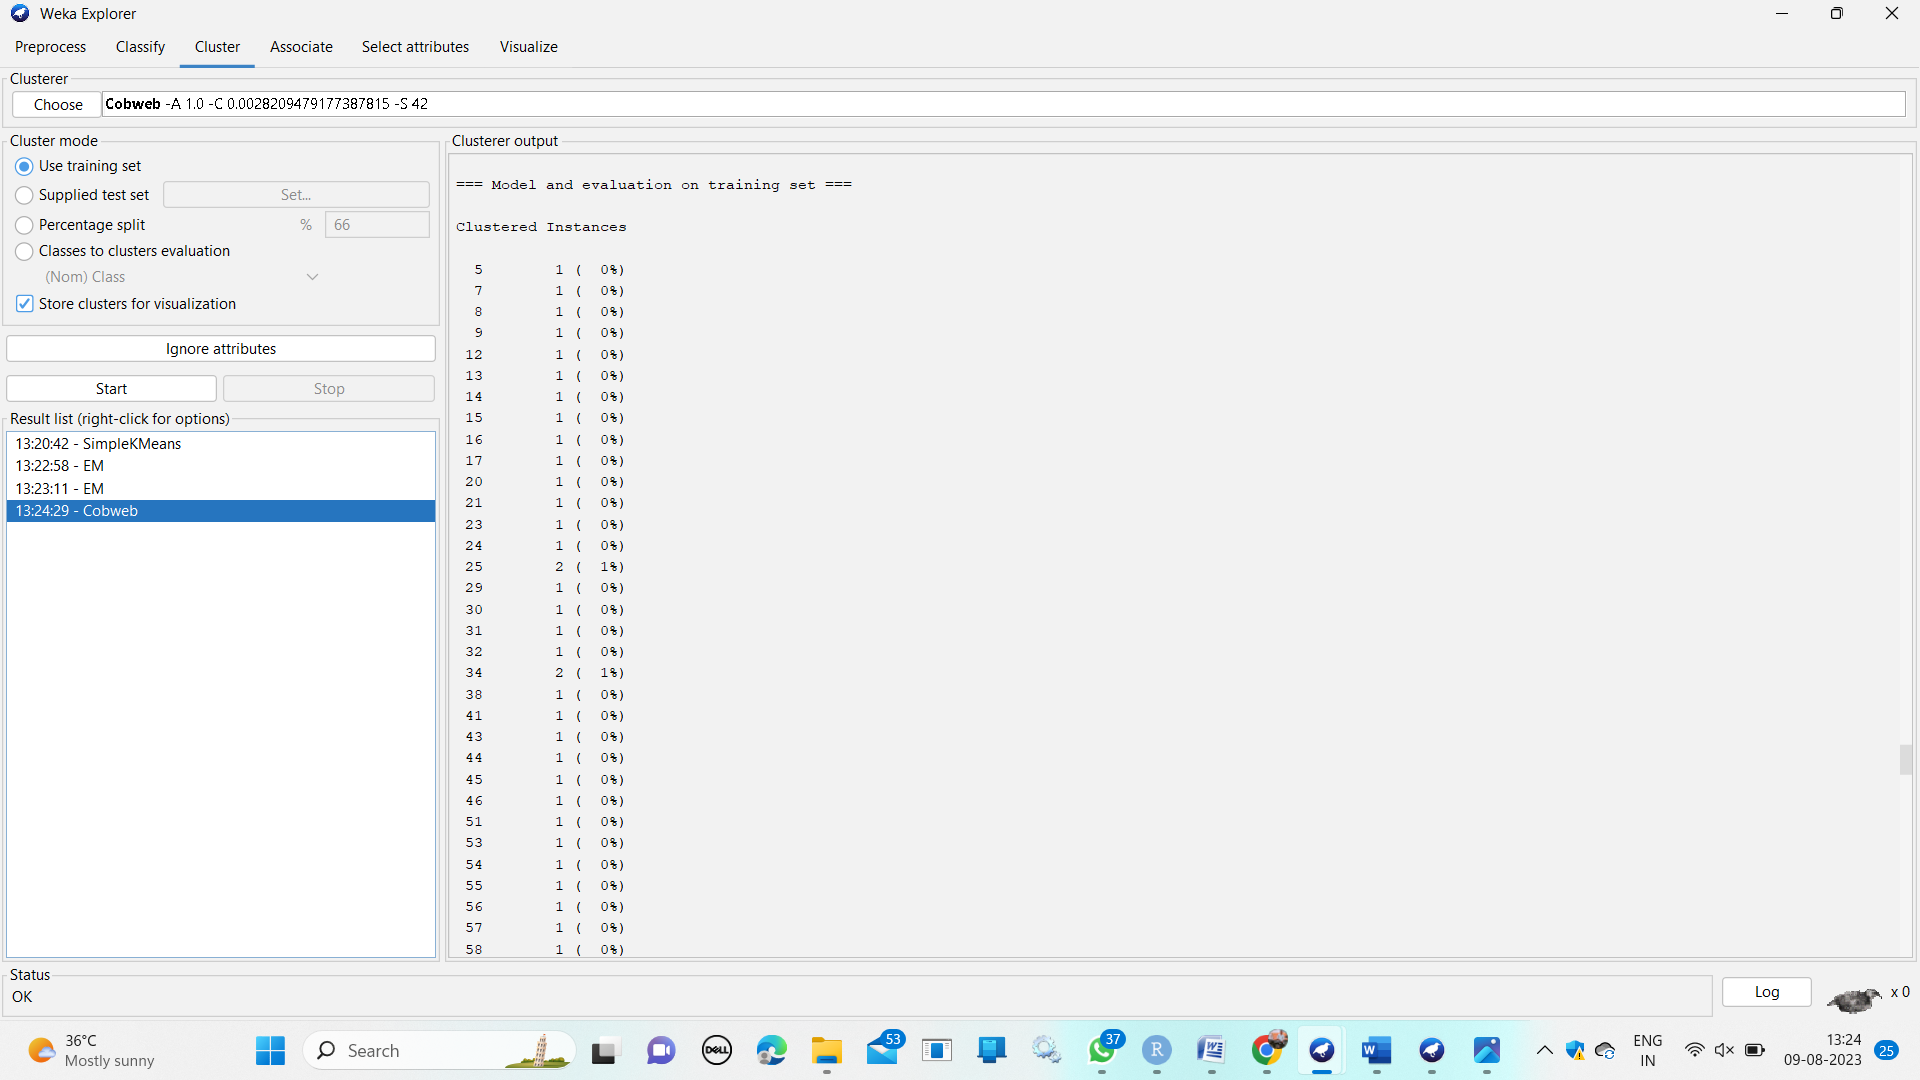 Weka Explorer
Preprocess Classify Cluster Associate Select attributes Visualize
Clusterer
Choose Cobweb -A 1.0 -C 0.0028209479177387815 -S 42
Cluster mode
Use training set
Supplied test set Set...
Percentage split % 66
Classes to clusters evaluation
(Nom) Class
Store clusters for visualization
Ignore attributes
Start Stop
Result list (right-click for options)
13:20:42 - SimpleKMeans
13:22:58 - EM
13:23:11 - EM
13:24:29 - Cobweb
Clusterer output
=== Model and evaluation on training set ===
Clustered Instances
5 1 ( 0%)
7 1 ( 0%)
8 1 ( 0%)
9 1 ( 0%)
12 1 ( 0%)
13 1 ( 0%)
14 1 ( 0%)
15 1 ( 0%)
16 1 ( 0%)
17 1 ( 0%)
20 1 ( 0%)
21 1 ( 0%)
23 1 ( 0%)
24 1 ( 0%)
25 2 ( 1%)
29 1 ( 0%)
30 1 ( 0%)
31 1 ( 0%)
32 1 ( 0%)
34 2 ( 1%)
38 1 ( 0%)
41 1 ( 0%)
43 1 ( 0%)
44 1 ( 0%)
45 1 ( 0%)
46 1 ( 0%)
51 1 ( 0%)
53 1 ( 0%)
54 1 ( 0%)
55 1 ( 0%)
56 1 ( 0%)
57 1 ( 0%)
58 1 ( 0%)
Status
OK
Log
x 0
36°C
Mostly sunny
Search
DELL
53
37
R
W
ENG
IN
13:24
09-08-2023
25